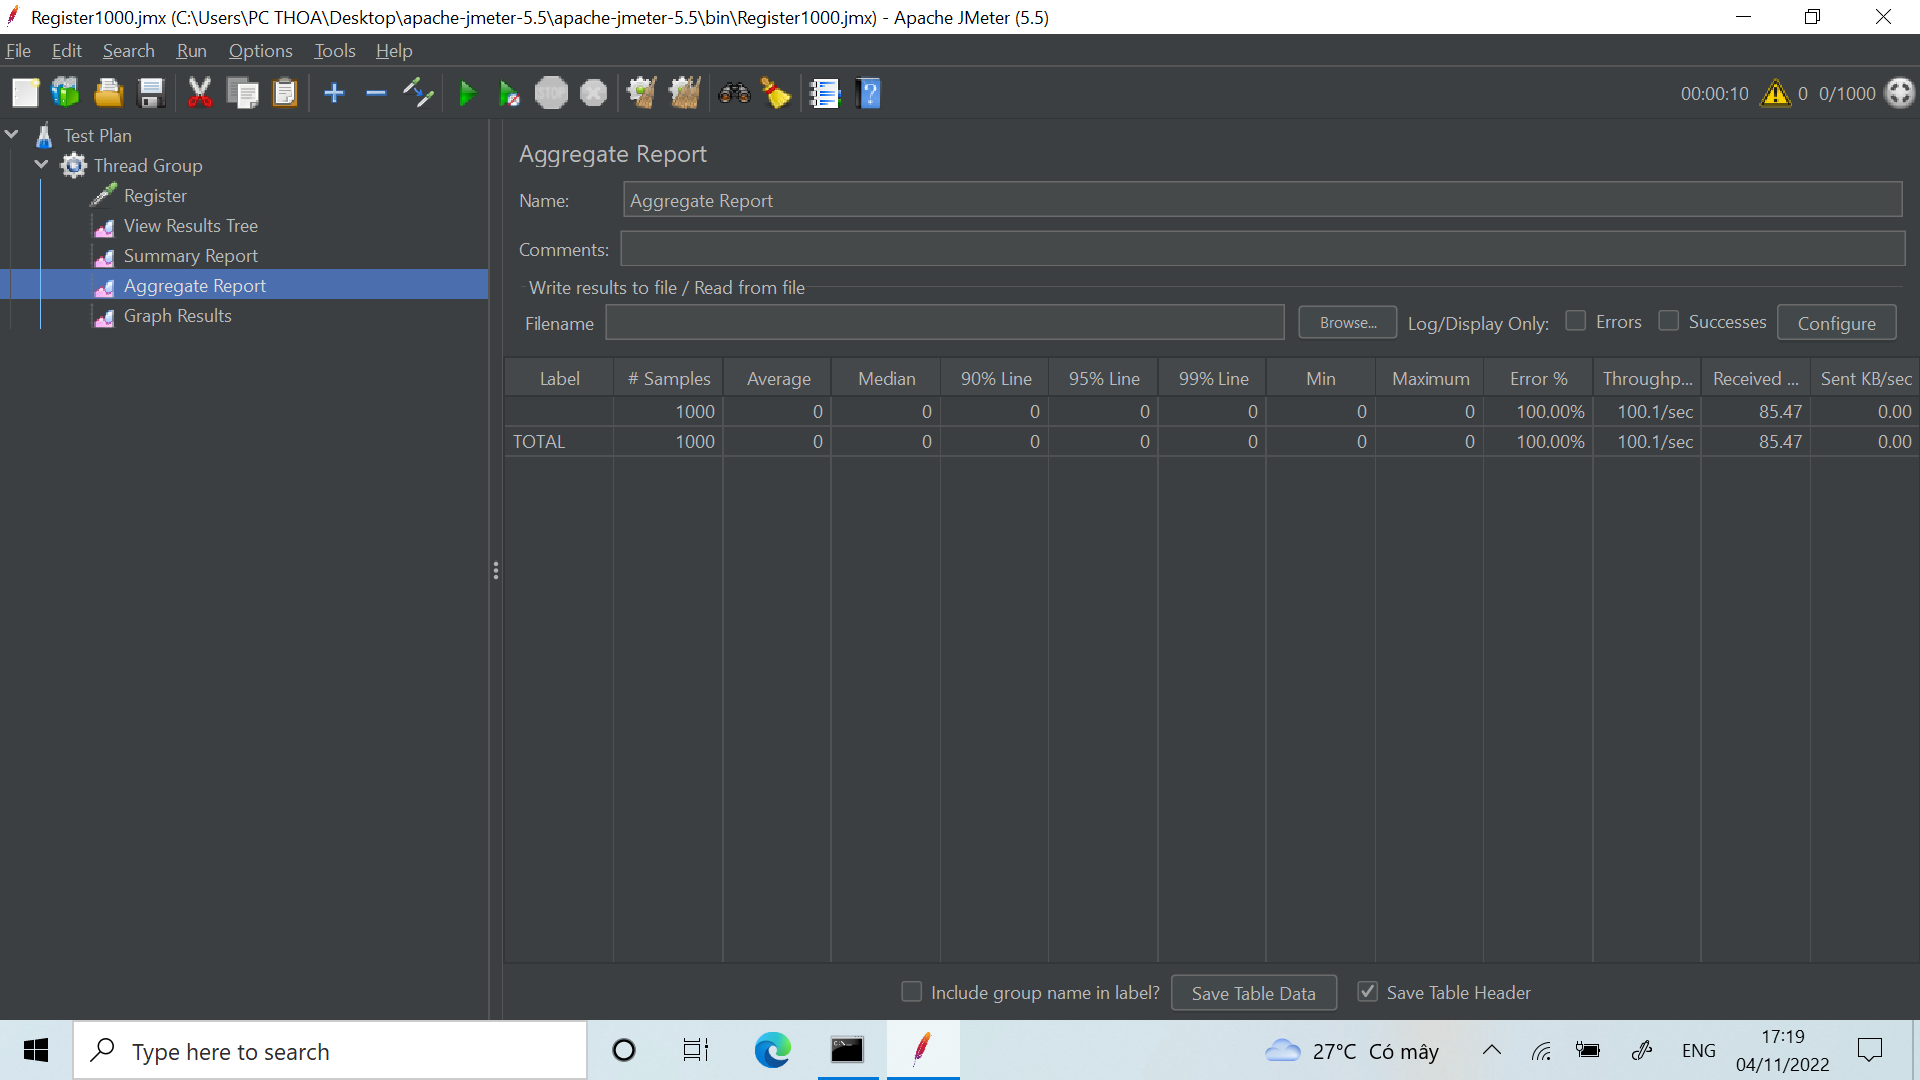 Register1000.jmx (C:\Users\PC THOA\Desktop\apache-jmeter-5.5\apache-jmeter-5.5\bin\Register1000.jmx) - Apache JMeter (5.5)
File Edit Search Run Options Tools Help
STOP
00:00:10 0 0/1000
Test Plan
Thread Group
Register
View Results Tree
Summary Report
Aggregate Report
Graph Results
Aggregate Report
Name: Aggregate Report
Comments:
Write results to file / Read from file
Filename Browse... Log/Display Only: Errors Successes Configure
Label # Samples Average Median 90% Line 95% Line 99% Line Min Maximum Error % Throughp... Received ... Sent KB/sec
1000 0 0 0 0 0 0 0 100.00% 100.1/sec 85.47 0.00
TOTAL 1000 0 0 0 0 0 0 0 100.00% 100.1/sec 85.47 0.00
Include group name in label? Save Table Data Save Table Header
Type here to search
27°C Có mây
ENG
17:19
04/11/2022